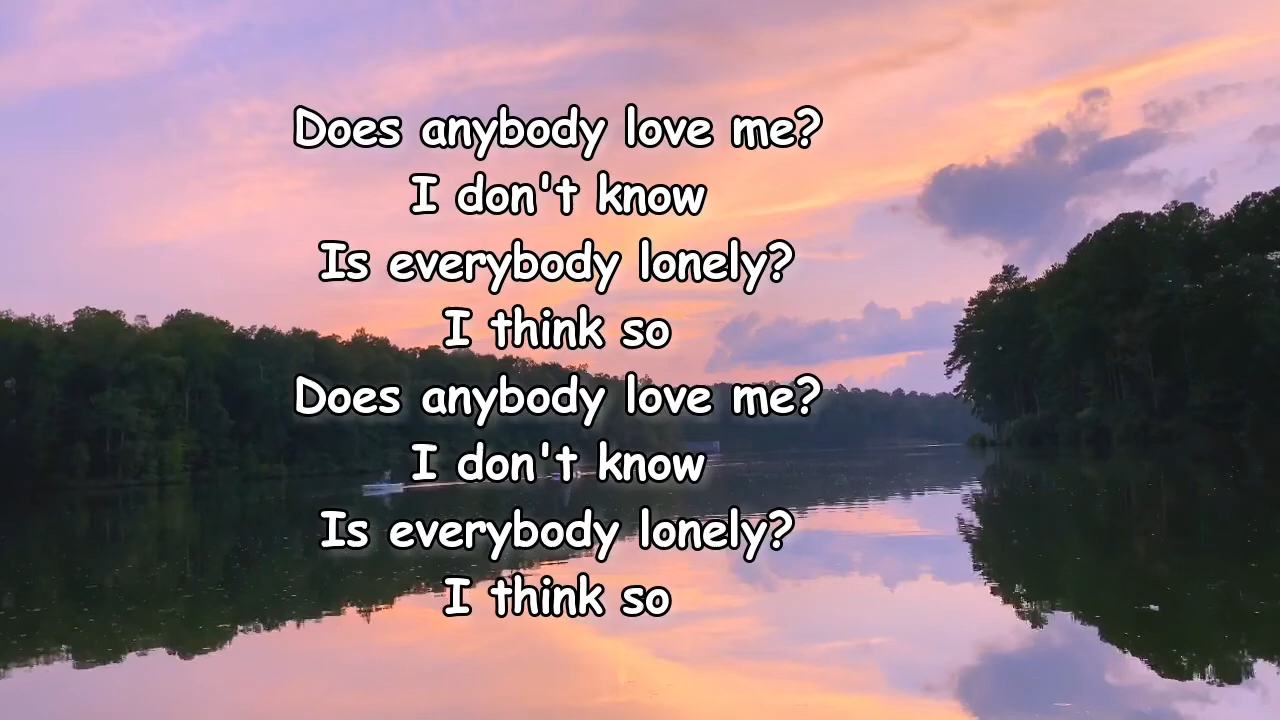 Does anybody love me?
I don't know
Is everybody lonely?
I think so
Does anybody love me?
I don't know
Is everybody lonely?
I think so